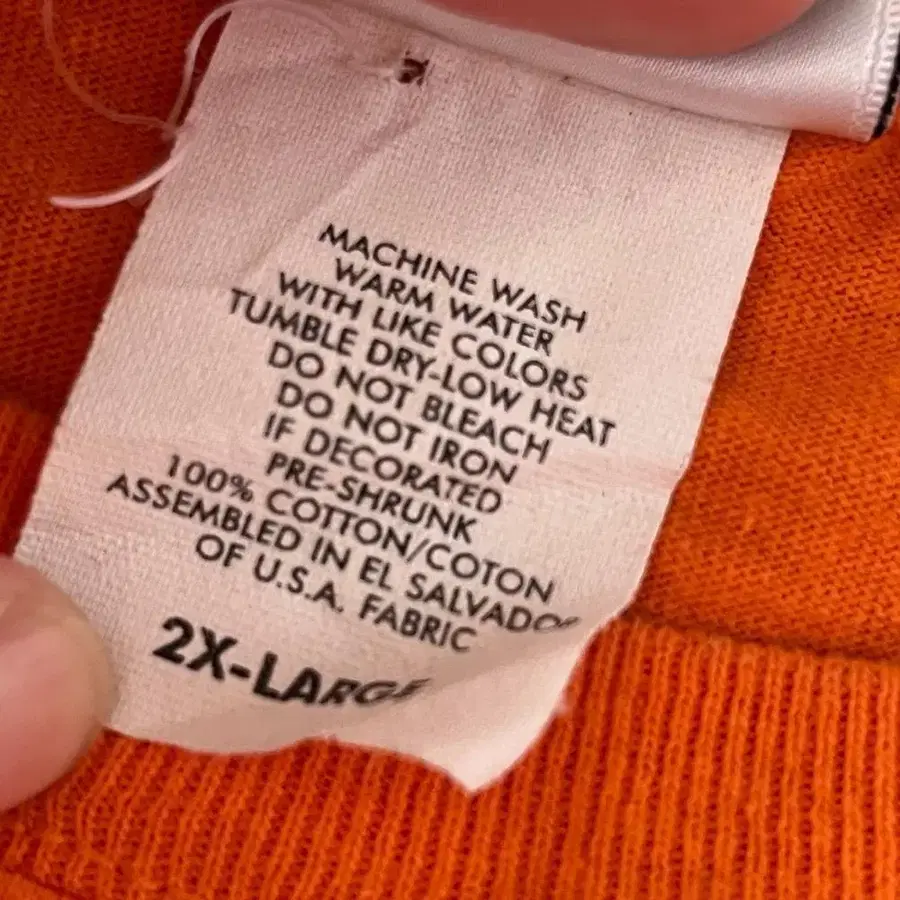 MACHINE WASH
WARM WATER
WITH LIKE COLORS
TUMBLE DRY-LOW HEAT
DO NOT BLEACH
DO NOT IRON
IF DECORATED
PRE-SHRUNK
100% COTTON/COTON
ASSEMBLED IN EL SALVADOR
OF U.S.A. FABRIC
2X-LARGE